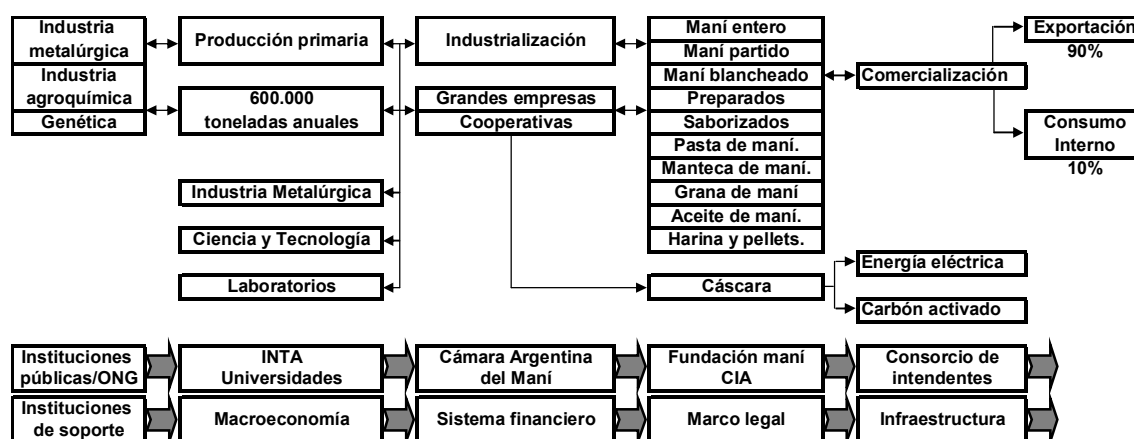 Industria
metalúrgica
Industria
agroquímica
Genética
Producción primaria
600.000
toneladas anuales
Industria Metalúrgica
Ciencia y Tecnología
Laboratorios
Industrialización
Grandes empresas
Cooperativas
Maní entero
Maní partido
Maní blancheado
Preparados
Saborizados
Pasta de maní.
Manteca de maní.
Grana de maní
Aceite de maní.
Harina y pellets.
Cáscara
Comercialización
Exportación
90%
Consumo
Interno
10%
Energía eléctrica
Carbón activado
Instituciones
públicas/ONG
INTA
Universidades
Cámara Argentina
del Maní
Fundación maní
CIA
Consorcio de
intendentes
Instituciones
de soporte
Macroeconomía
Sistema financiero
Marco legal
Infraestructura